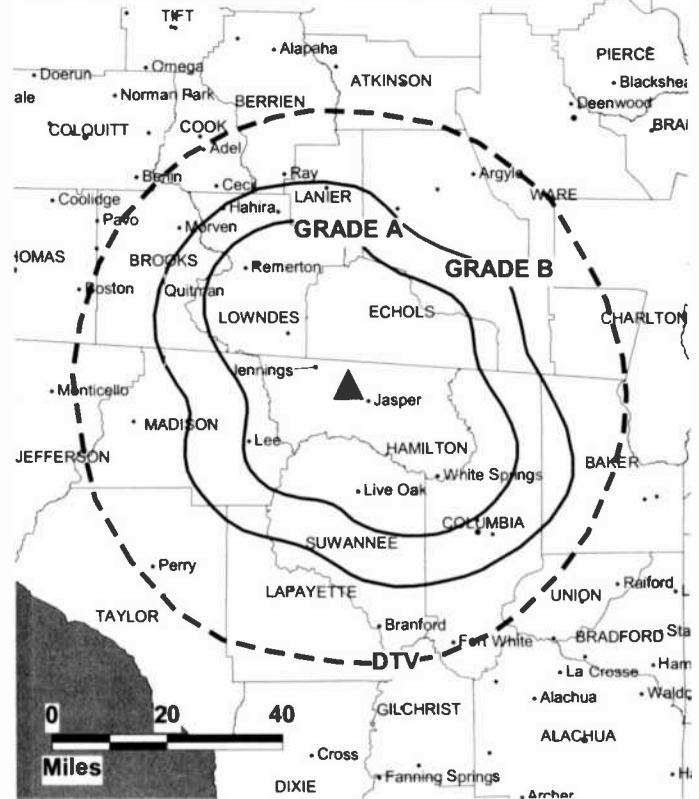 TIFT
Alapaha
PIERCE
Omega
Doerun
ATKINSON
Norman Park
BERRIEN
Deenwood
COLQUITT
COOK
Adel
Berlin
Ray
Argyle
Cecil
LANIER
WARE
Coolidge
Hahira
Pavo
Morven
GRADE A
BROOKS
Remerton
GRADE B
Boston
Quitman
LOWNDES
ECHOLS
CHARLTON
Jennings
Monticello
Jasper
MADISON
Lee
HAMILTON
JEFFERSON
BAKER
White Springs
Live Oak
COLUMBIA
SUWANNEE
Perry
Raiford
LAFAYETTE
UNION
TAYLOR
Branford
Fort White
BRADFORD
DTV
La Crosse
Alachua
GILCHRIST
0 20 40
ALACHUA
Miles
Cross
DIXIE
Fanning Springs
Archer